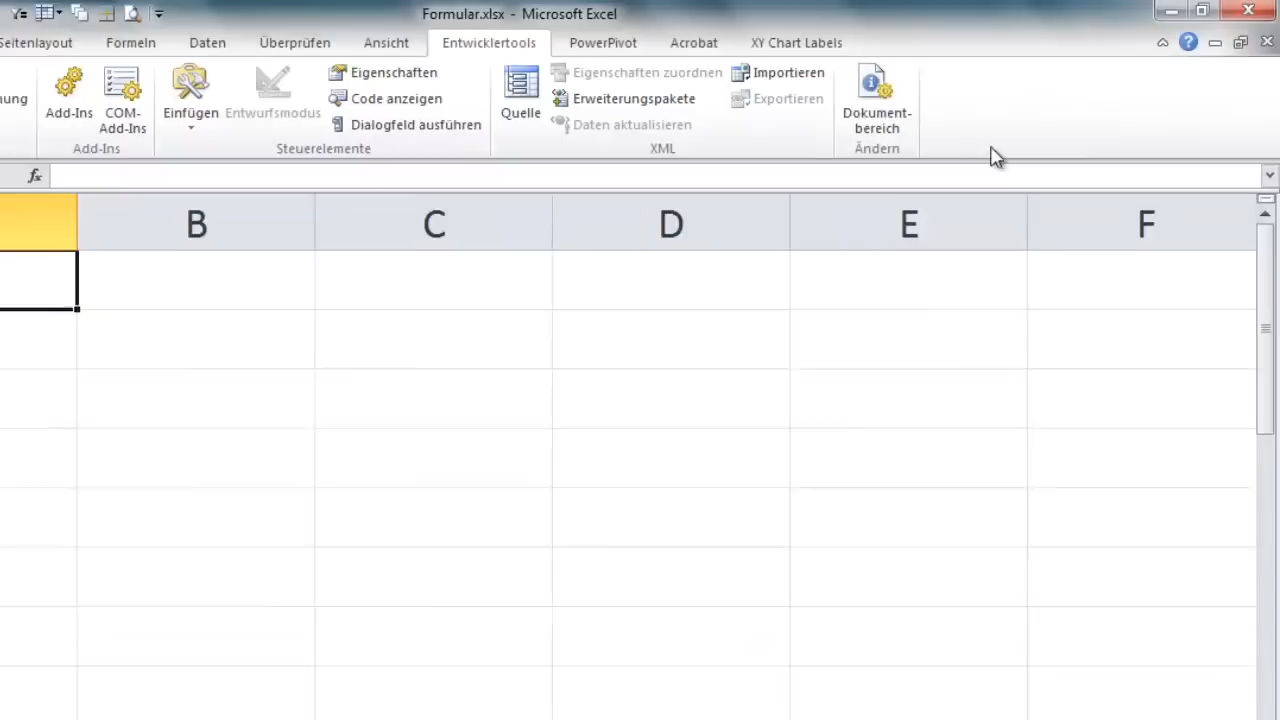 Formular.xlsx - Microsoft Excel
Seitenlayout Formeln Daten Überprüfen Ansicht Entwicklertools PowerPivot Acrobat XY Chart Labels
nung
Add-Ins
COM-
Add-Ins
Add-Ins
Einfügen
Entwurfsmodus
Eigenschaften
Code anzeigen
Dialogfeld ausführen
Steuerelemente
Quelle
Eigenschaften zuordnen
Erweiterungspakete
Daten aktualisieren
Importieren
Exportieren
XML
Dokument-
bereich
Ändern
fx
B C D E F